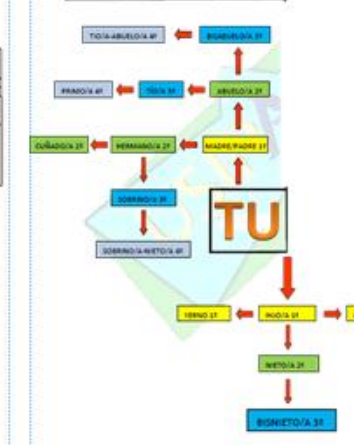 TIO/A-ABUELO/A 4º
BISABUELO/A 3º
PRIMO/A 4º
TIO/A 3º
ABUELO/A 2º
CUÑADO/A 2º
HERMANO/A 2º
MADRE/PADRE 1º
SOBRINO/A 3º
TU
SOBRINO/A-NIETO/A 4º
YERNO 1º
HIJO/A 1º
NIETO/A 2º
BISNIETO/A 3º